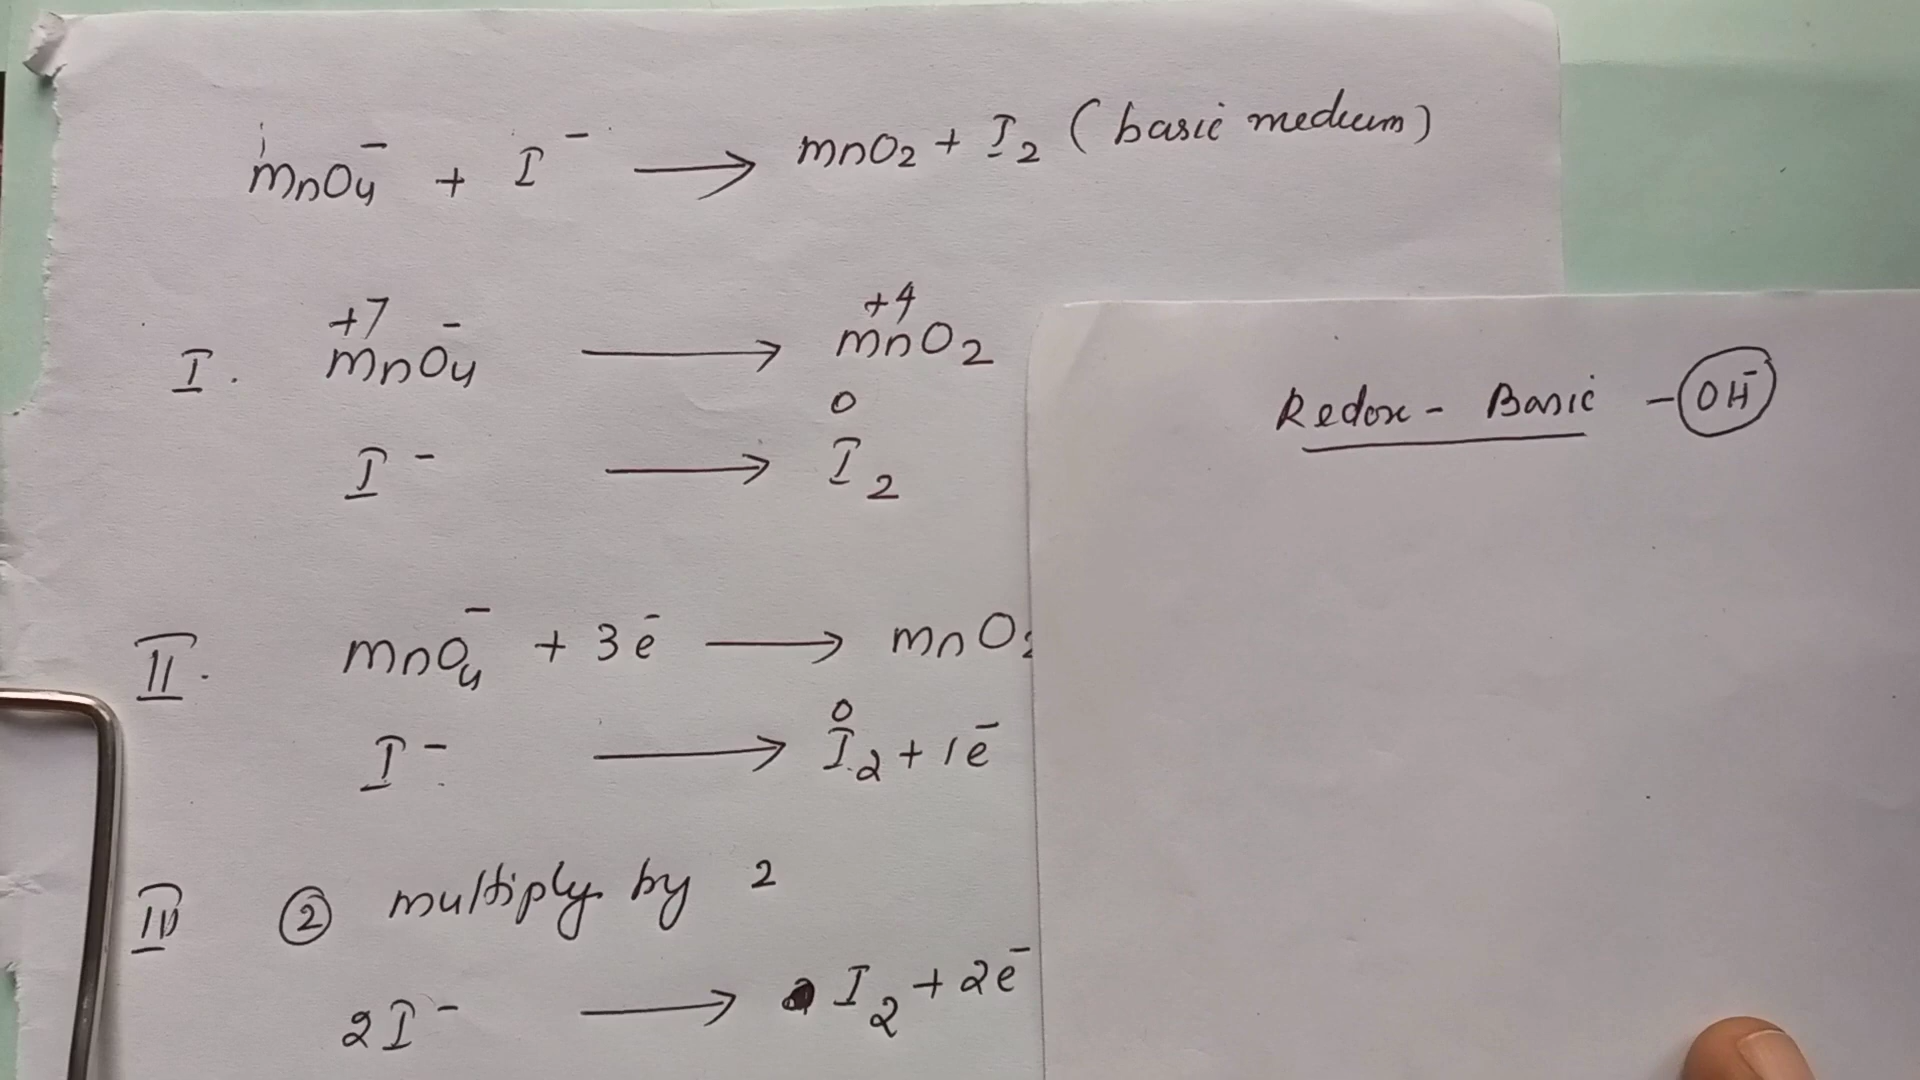 MnO4⁻ + I⁻ → MnO2 + I2 (basic medium)
+7 +4
I. MnO4⁻ → MnO2
0
I⁻ → I2
Redox - Basic - OH⁻
II. MnO4⁻ + 3e⁻ → MnO2
0
I⁻ → I2 + 1e⁻
III ② multiply by 2
2I⁻ → I2 + 2e⁻